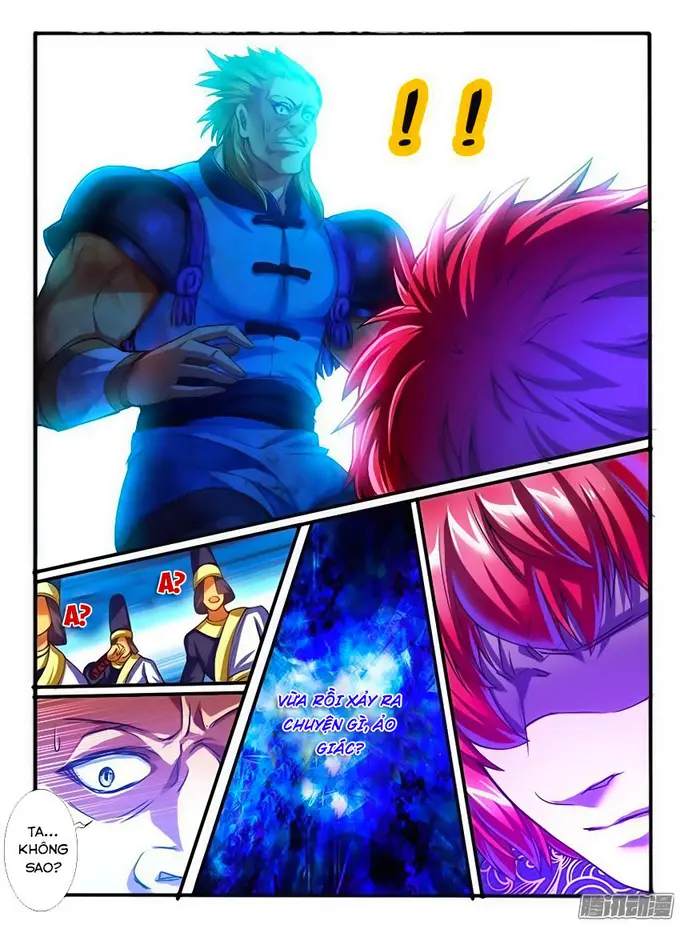 ! !
A?
A?
VỪA RỒI XẢY RA
CHUYỆN GÌ, ẢO
GIÁC?
TA...
KHÔNG
SAO?
腾讯动漫